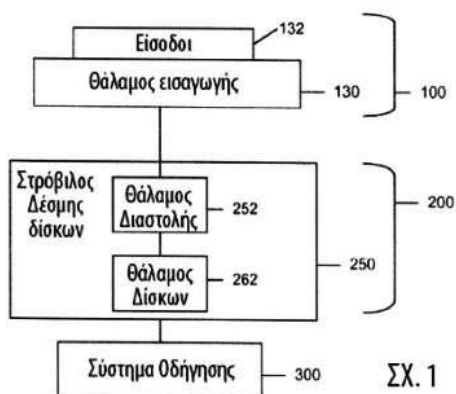 Είσοδοι
132
Θάλαμος εισαγωγής
130
100
Στρόβιλος
Δέσμης
δίσκων
Θάλαμος
Διαστολής
252
200
Θάλαμος
Δίσκων
262
250
Σύστημα Οδήγησης
300
ΣΧ. 1